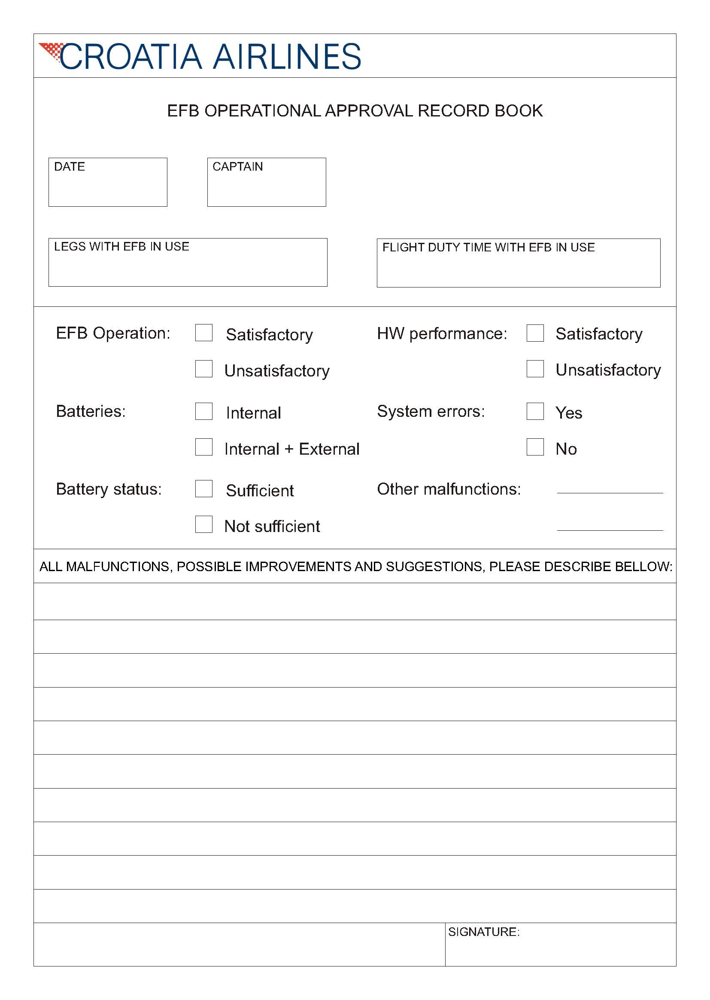 CROATIA AIRLINES
EFB OPERATIONAL APPROVAL RECORD BOOK
DATE
CAPTAIN
LEGS WITH EFB IN USE
FLIGHT DUTY TIME WITH EFB IN USE
EFB Operation:
Satisfactory
HW performance:
Satisfactory
Unsatisfactory
Unsatisfactory
Batteries:
Internal
System errors:
Yes
Internal + External
No
Battery status:
Sufficient
Other malfunctions:
Not sufficient
ALL MALFUNCTIONS, POSSIBLE IMPROVEMENTS AND SUGGESTIONS, PLEASE DESCRIBE BELLOW:
SIGNATURE: